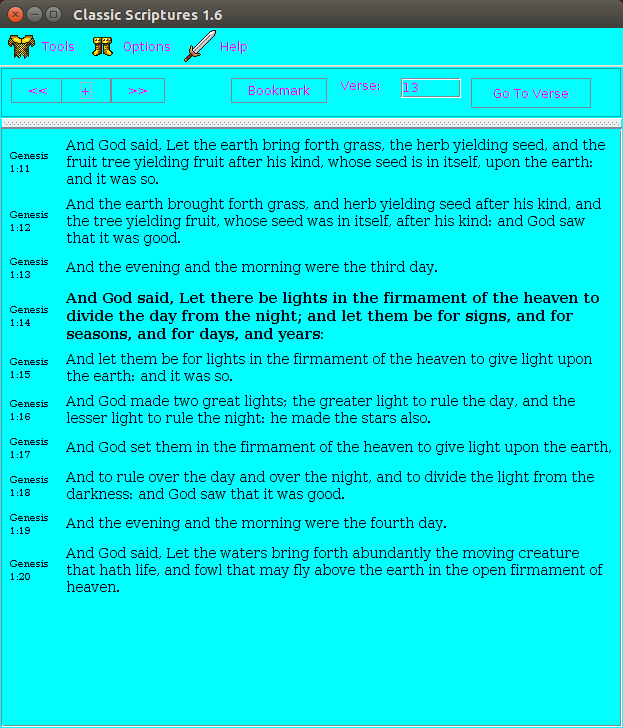 Classic Scriptures 1.6
Tools Options Help
<< + >> Bookmark Verse: 13 Go To Verse
Genesis
1:11
And God said, Let the earth bring forth grass, the herb yielding seed, and the
fruit tree yielding fruit after his kind, whose seed is in itself, upon the earth:
and it was so.
Genesis
1:12
And the earth brought forth grass, and herb yielding seed after his kind, and
the tree yielding fruit, whose seed was in itself, after his kind: and God saw
that it was good.
Genesis
1:13
And the evening and the morning were the third day.
Genesis
1:14
And God said, Let there be lights in the firmament of the heaven to
divide the day from the night; and let them be for signs, and for
seasons, and for days, and years:
Genesis
1:15
And let them be for lights in the firmament of the heaven to give light upon
the earth: and it was so.
Genesis
1:16
And God made two great lights; the greater light to rule the day, and the
lesser light to rule the night: he made the stars also.
Genesis
1:17
And God set them in the firmament of the heaven to give light upon the earth,
Genesis
1:18
And to rule over the day and over the night, and to divide the light from the
darkness: and God saw that it was good.
Genesis
1:19
And the evening and the morning were the fourth day.
Genesis
1:20
And God said, Let the waters bring forth abundantly the moving creature
that hath life, and fowl that may fly above the earth in the open firmament of
heaven.